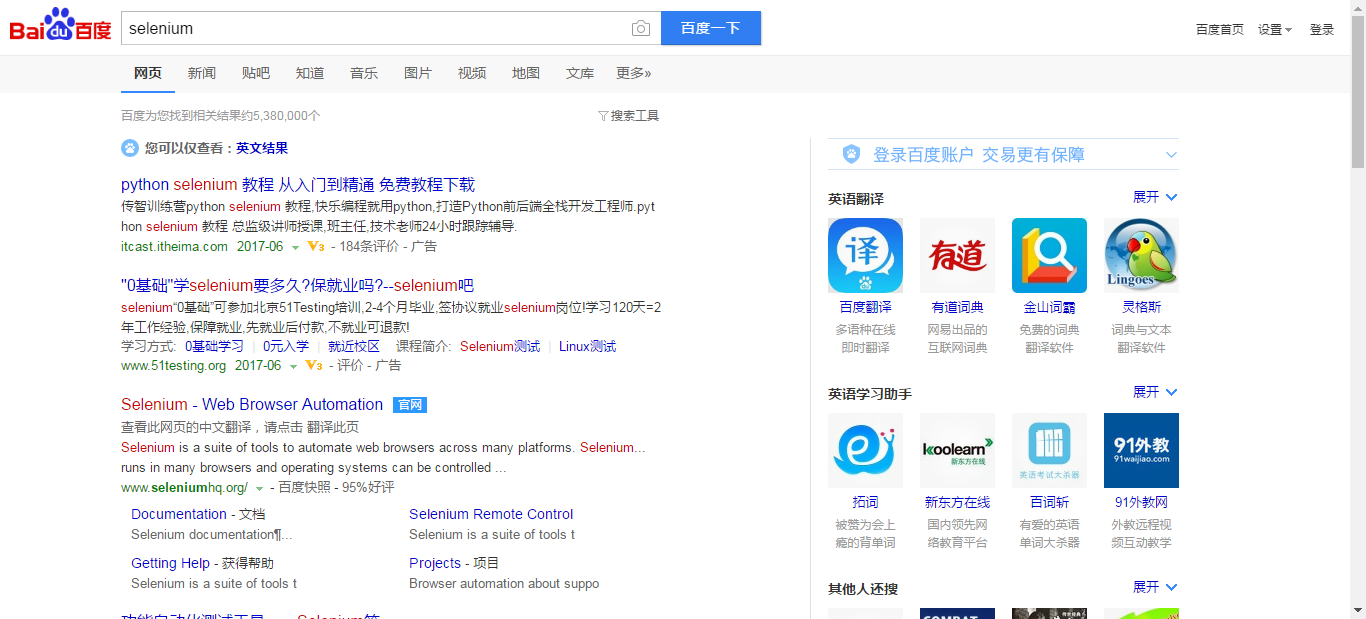 Bai du 百度 selenium 百度一下 百度首页 设置 登录
网页 新闻 贴吧 知道 音乐 图片 视频 地图 文库 更多»
百度为您找到相关结果约5,380,000个 搜索工具
您可以仅查看：英文结果
python selenium 教程 从入门到精通 免费教程下载
传智训练营python selenium 教程,快乐编程就用python,打造Python前后端全栈开发工程师.pyt
hon selenium 教程 总监级讲师授课,班主任,技术老师24小时跟踪辅导.
itcast.itheima.com 2017-06 V3 - 184条评价 - 广告
"0基础"学selenium要多久?保就业吗?--selenium吧
selenium“0基础”可参加北京51Testing培训,2-4个月毕业,签协议就业selenium岗位!学习120天=2
年工作经验,保障就业,先就业后付款,不就业可退款!
学习方式: 0基础学习 | 0元入学 | 就近校区 课程简介: Selenium测试 | Linux测试
www.51testing.org 2017-06 V3 - 评价 - 广告
Selenium - Web Browser Automation 官网
查看此网页的中文翻译，请点击 翻译此页
Selenium is a suite of tools to automate web browsers across many platforms. Selenium...
runs in many browsers and operating systems can be controlled ...
www.seleniumhq.org/ - 百度快照 - 95%好评
Documentation - 文档 Selenium Remote Control
Selenium documentation¶... Selenium is a suite of tools t
Getting Help - 获得帮助 Projects - 项目
Selenium is a suite of tools t Browser automation about suppo
登录百度账户 交易更有保障
英语翻译 展开
译 有道 Lingoes
百度翻译 有道词典 金山词霸 灵格斯
多语种在线 网易出品的 免费的词典 词典与文本
即时翻译 互联网词典 翻译软件 翻译软件
英语学习助手 展开
koolearn 新东方在线 英语考试大杀器 91外教 91waijiao.com
拓词 新东方在线 百词斩 91外教网
被赞为会上 国内领先网 有爱的英语 外教远程视
瘾的背单词 络教育平台 单词大杀器 频互动教学
其他人还搜 展开
COMBAT